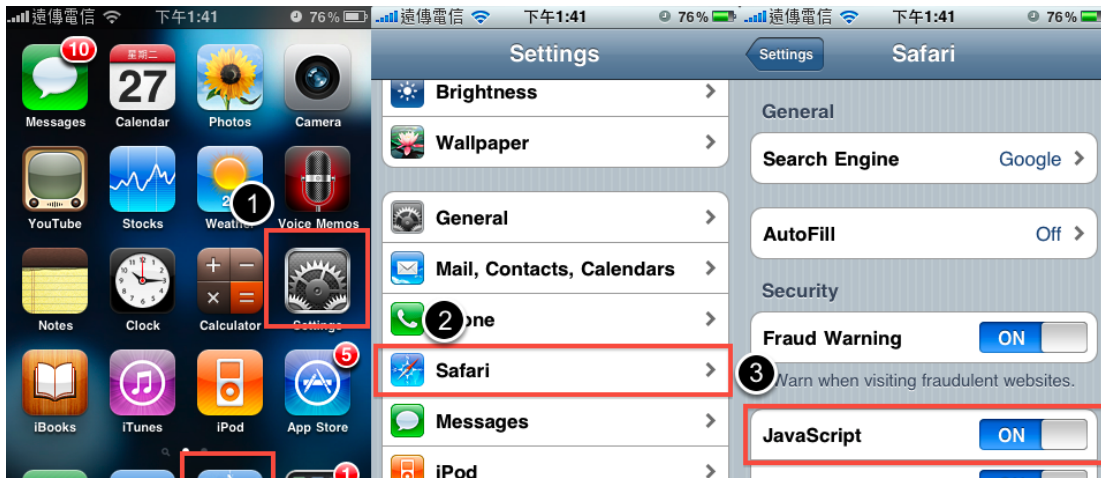 遠傳電信 下午1:41 76%
10 星期二
27
Messages Calendar Photos Camera
1
YouTube Stocks Weather Voice Memos
Notes Clock Calculator Settings
5
iBooks iTunes iPod App Store
1
遠傳電信 下午1:41 76%
Settings
Brightness
Wallpaper
General
Mail, Contacts, Calendars
2
Safari
Messages
iPod
遠傳電信 下午1:41 76%
Settings Safari
General
Search Engine Google
AutoFill Off
Security
Fraud Warning ON
3
Warn when visiting fraudulent websites.
JavaScript ON